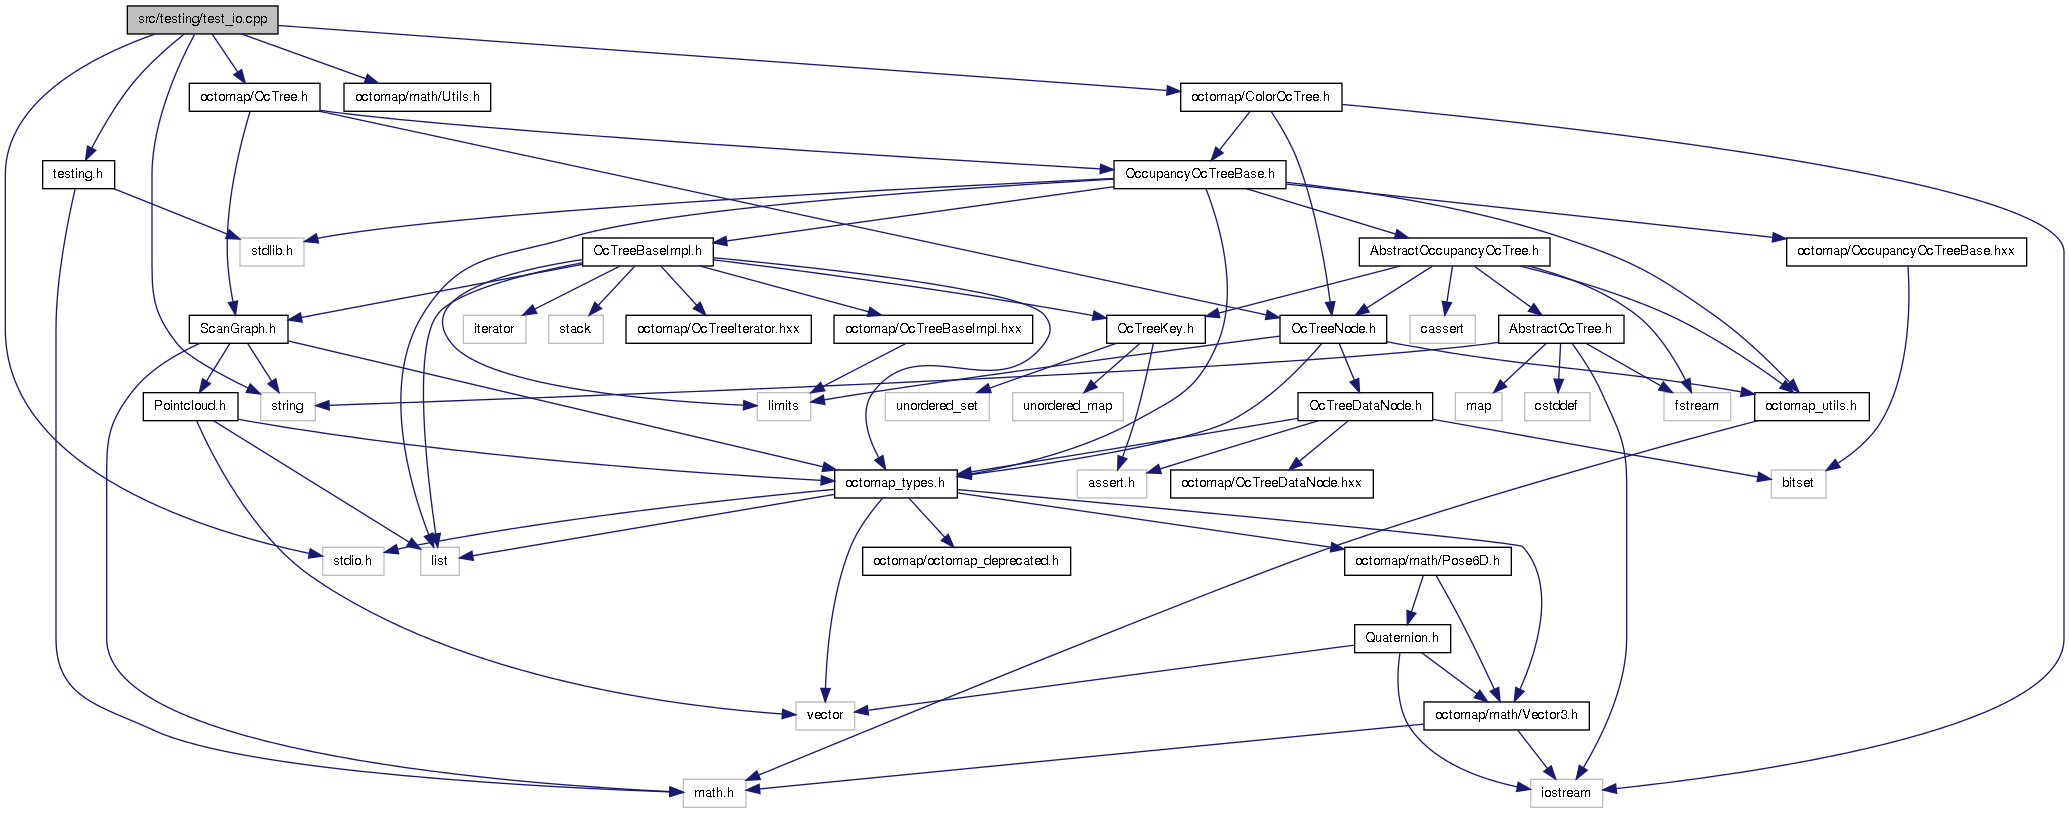 src/testing/test_io.cpp
octomap/OcTree.h
octomap/math/Utils.h
octomap/ColorOcTree.h
testing.h
OccupancyOcTreeBase.h
stdlib.h
OcTreeBaseImpl.h
AbstractOccupancyOcTree.h
octomap/OccupancyOcTreeBase.hxx
ScanGraph.h
iterator
stack
octomap/OcTreeIterator.hxx
octomap/OcTreeBaseImpl.hxx
OcTreeKey.h
OcTreeNode.h
cassert
AbstractOcTree.h
Pointcloud.h
string
limits
unordered_set
unordered_map
OcTreeDataNode.h
map
cstddef
fstream
octomap_utils.h
octomap_types.h
assert.h
octomap/OcTreeDataNode.hxx
bitset
stdio.h
list
octomap/octomap_deprecated.h
octomap/math/Pose6D.h
Quaternion.h
vector
octomap/math/Vector3.h
math.h
iostream